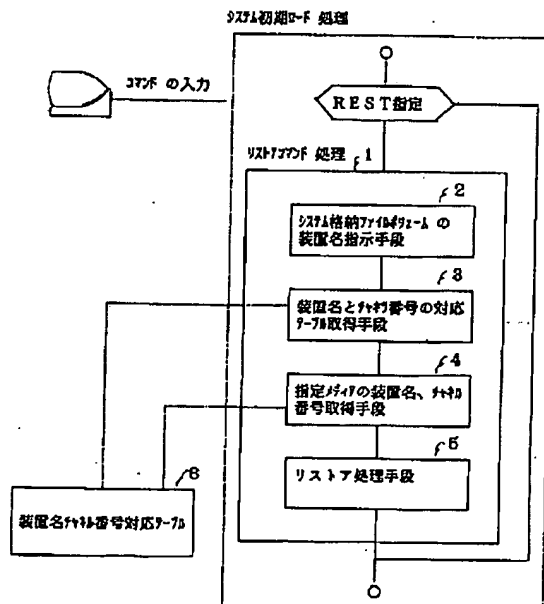 システム初期ロード 処理
コマンド の入力
REST指定
リストアコマンド 処理
1
2
システム格納ファイルボリューム の
装置名指示手段
3
装置名とチャネル番号の対応
テーブル取得手段
4
指定メディアの装置名、チャネル
番号取得手段
5
リストア処理手段
6
装置名チャネル番号対応テーブル